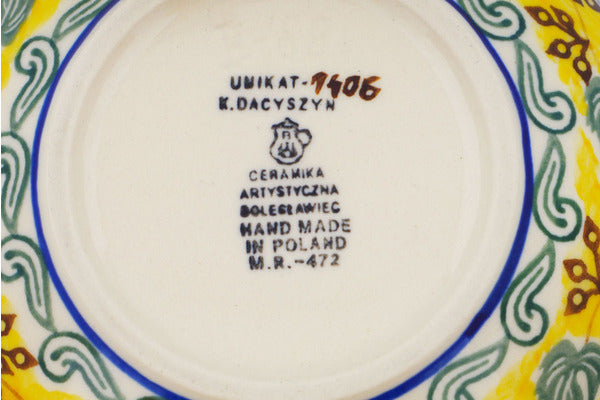 UNIKAT-1406
K.DACYSZYN
CERAMIKA
ARTYSTYCZNA
BOLESŁAWIEC
HAND MADE
IN POLAND
M.R.-472